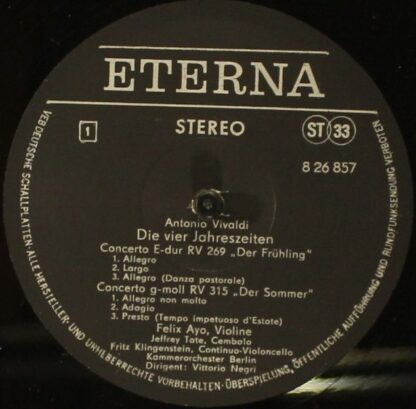 ETERNA
1
STEREO
ST 33
8 26 857
Antonio Vivaldi
Die vier Jahreszeiten
Concerto E-dur RV 269 „Der Frühling"
1. Allegro
2. Largo
3. Allegro (Danza pastorale)
Concerto g-moll RV 315 „Der Sommer"
1. Allegro non molto
2. Adagio
3. Presto (Tempo impetuoso d'Estate)
Felix Ayo, Violine
Jeffrey Tate, Cembalo
Fritz Klingenstein, Continuo-Violoncello
Kammerorchester Berlin
Dirigent: Vittorio Negri
VEB DEUTSCHE SCHALLPLATTEN · ALLE HERSTELLER- UND URHEBERRECHTE VORBEHALTEN · ÜBERSPIELUNG, ÖFFENTLICHE AUFFÜHRUNG UND RUNDFUNKSENDUNG VERBOTEN